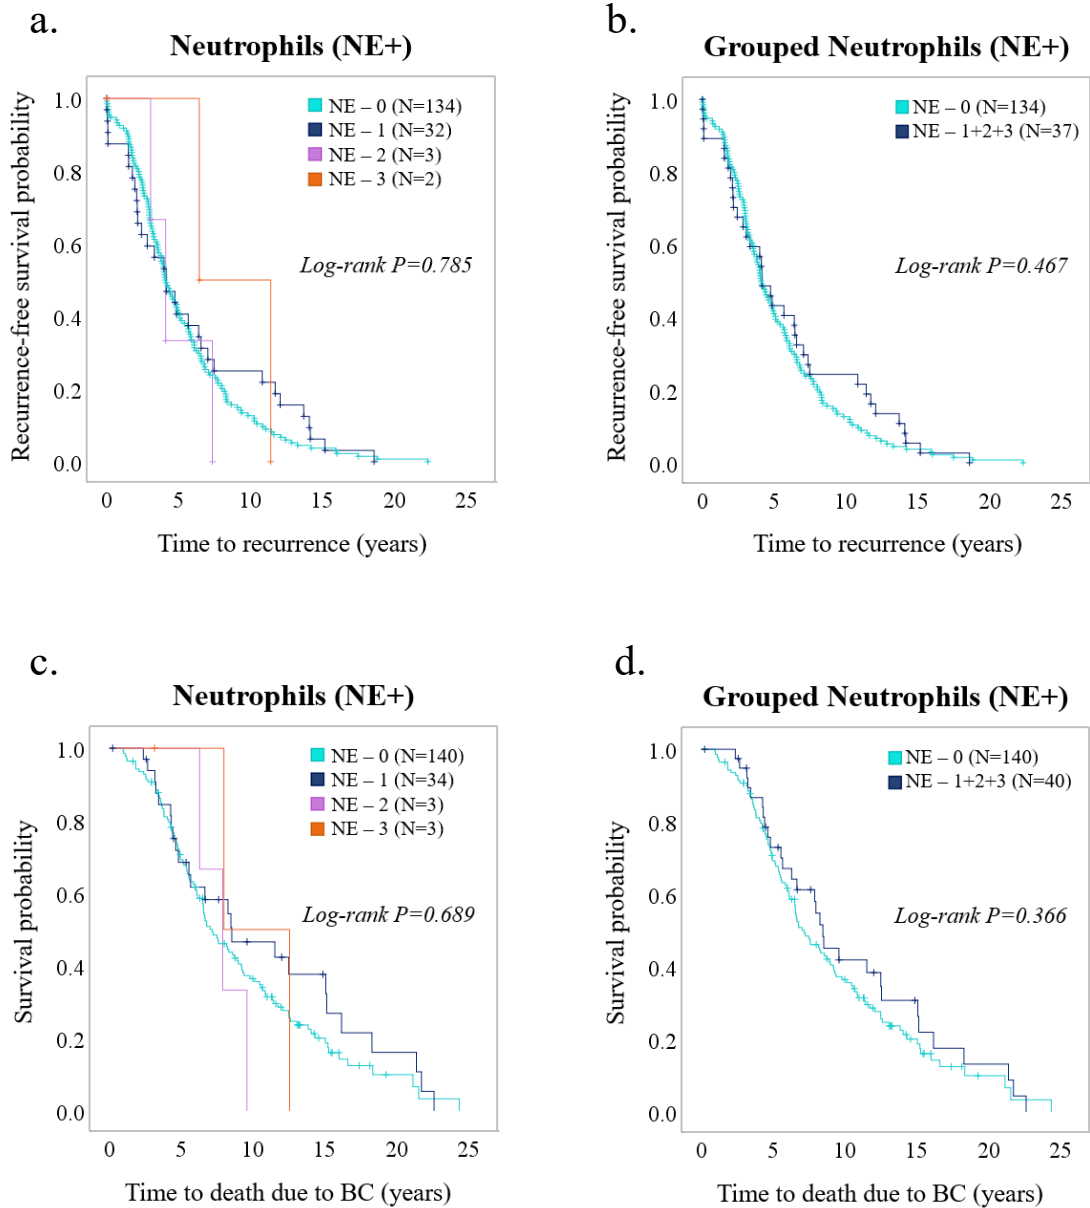 a.
Neutrophils (NE+)
Recurrence-free survival probability
1.0
0.8
0.6
0.4
0.2
0.0
NE – 0 (N=134)
NE – 1 (N=32)
NE – 2 (N=3)
NE – 3 (N=2)
Log-rank P=0.785
0 5 10 15 20 25
Time to recurrence (years)
b.
Grouped Neutrophils (NE+)
Recurrence-free survival probability
1.0
0.8
0.6
0.4
0.2
0.0
NE – 0 (N=134)
NE – 1+2+3 (N=37)
Log-rank P=0.467
0 5 10 15 20 25
Time to recurrence (years)
c.
Neutrophils (NE+)
Survival probability
1.0
0.8
0.6
0.4
0.2
0.0
NE – 0 (N=140)
NE – 1 (N=34)
NE – 2 (N=3)
NE – 3 (N=3)
Log-rank P=0.689
0 5 10 15 20 25
Time to death due to BC (years)
d.
Grouped Neutrophils (NE+)
Survival probability
1.0
0.8
0.6
0.4
0.2
0.0
NE – 0 (N=140)
NE – 1+2+3 (N=40)
Log-rank P=0.366
0 5 10 15 20 25
Time to death due to BC (years)